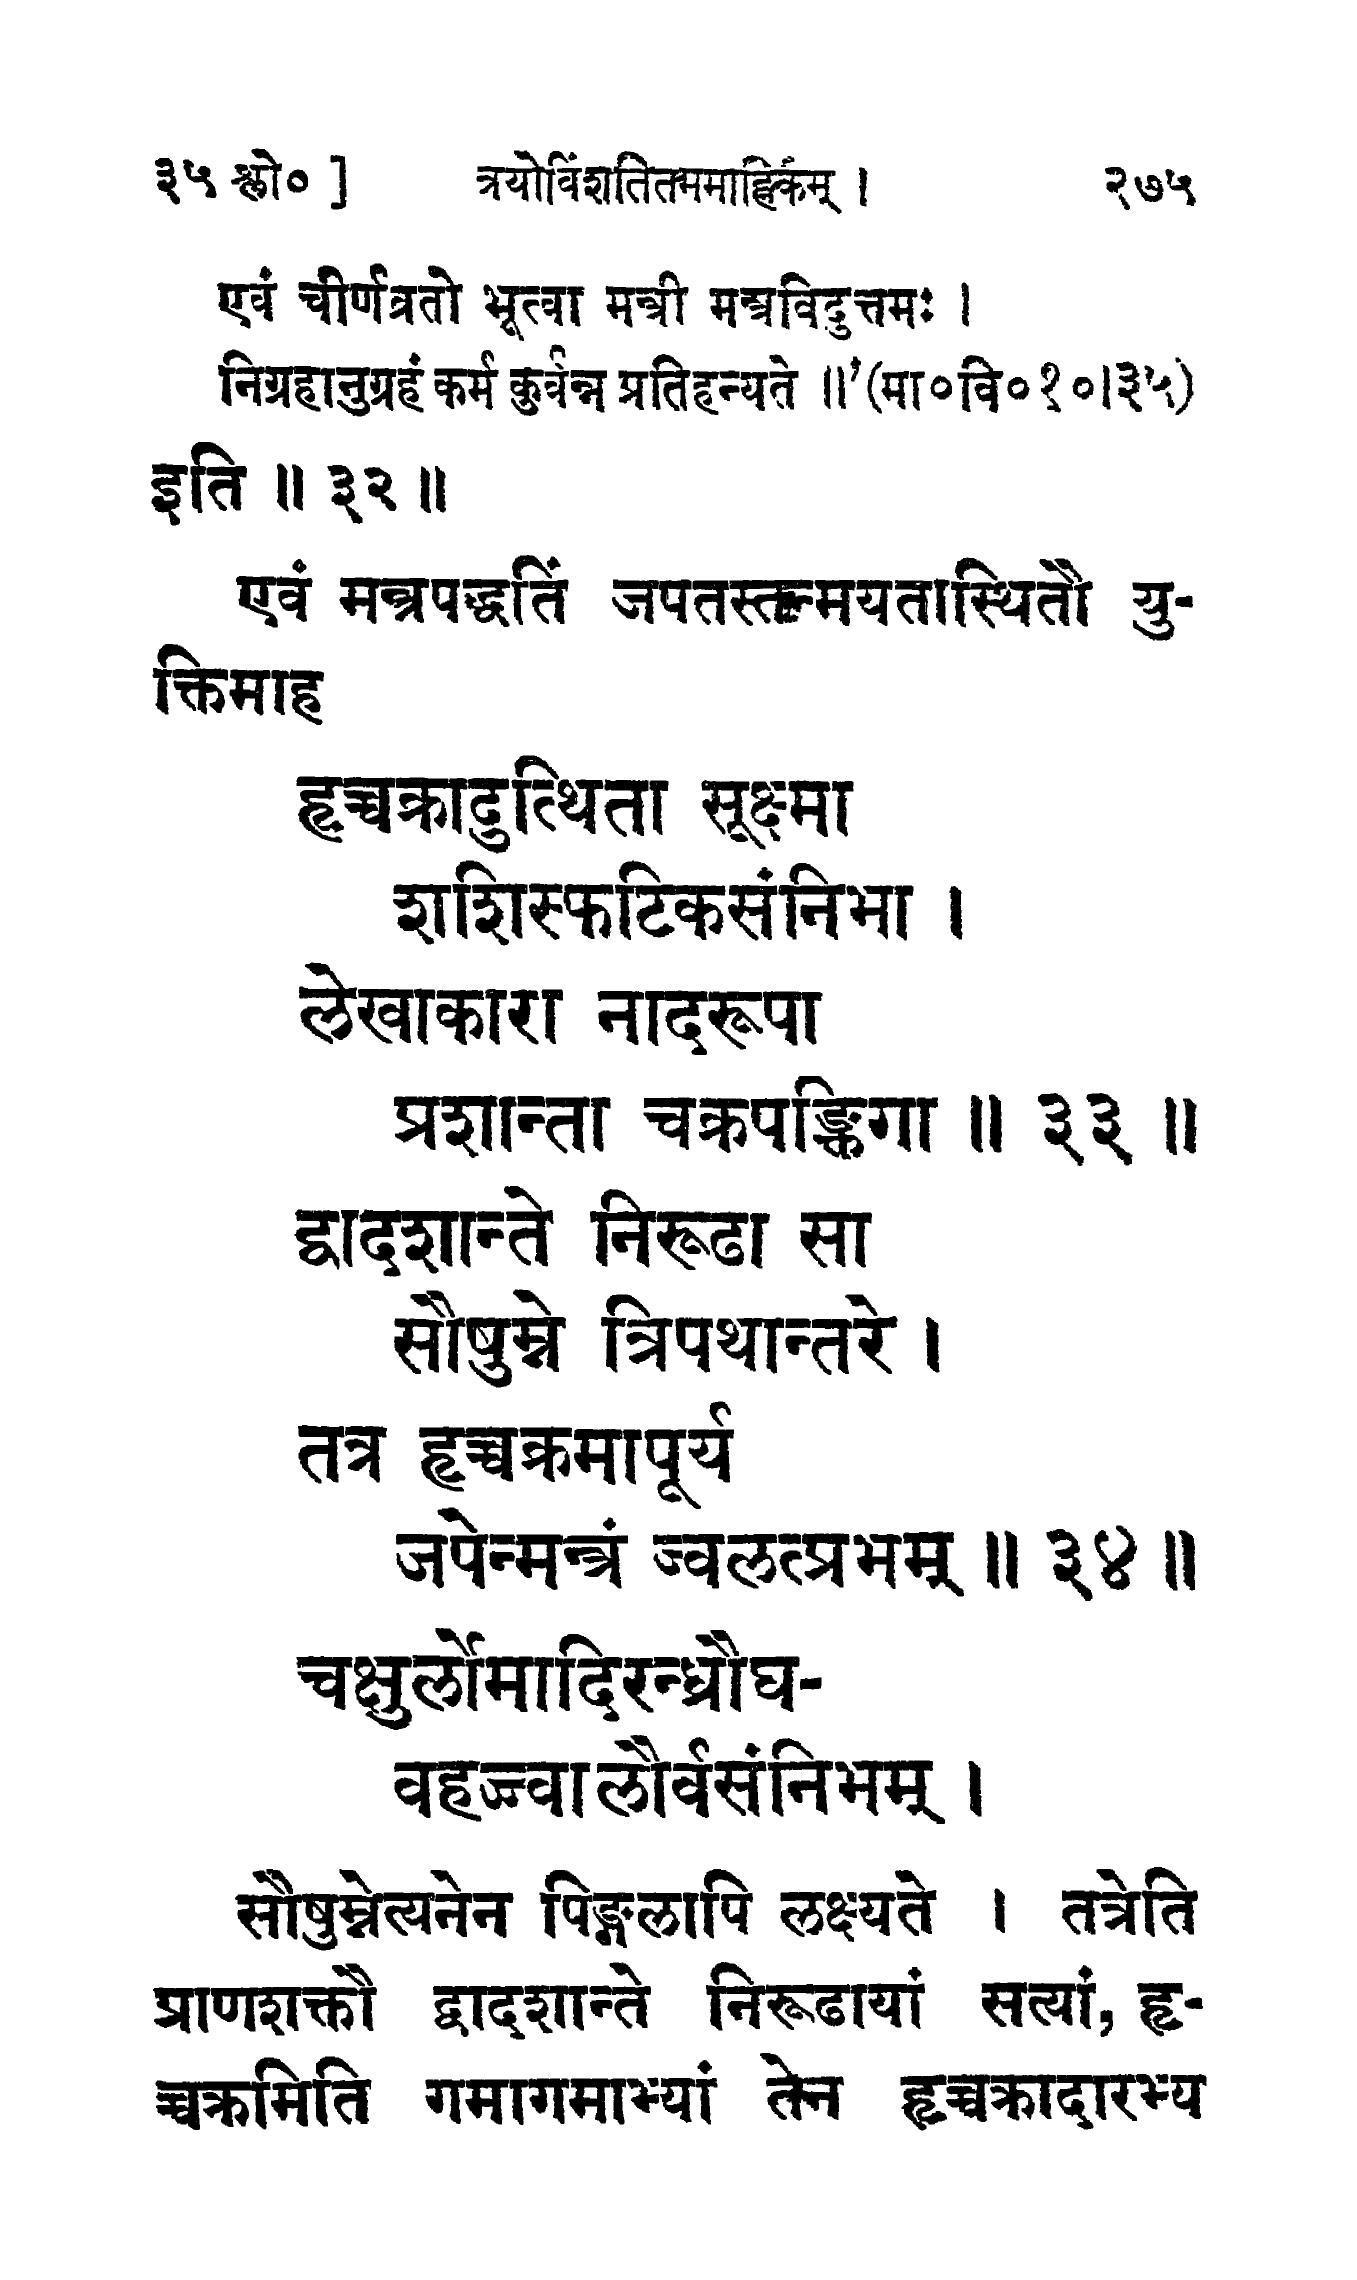 ३५ श्लो० ] त्रयोविंशतितममाह्निकम् । २७५
एवं चीर्णव्रतो भूत्वा मन्त्री मन्त्रविदुत्तमः ।
निग्रहानुग्रहं कर्म कुर्वन्न प्रतिहन्यते ॥' (मा०वि०१०।३५)
इति ॥ ३२ ॥
एवं मन्त्रपद्धतिं जपतस्तन्मयतास्थितौ यु-
क्तिमाह
हृच्चक्रादुत्थिता सूक्ष्मा
शशिस्फटिकसंनिभा ।
लेखाकारा नादरूपा
प्रशान्ता चक्रपङ्क्तिगा ॥ ३३ ॥
द्वादशान्ते निरूढा सा
सौषुम्ने त्रिपथान्तरे ।
तत्र हृच्चक्रमापूर्य
जपेन्मन्त्रं ज्वलत्प्रभम् ॥ ३४ ॥
चक्षुर्लोमादिरन्ध्रौघ-
वहज्ज्वालौर्वसंनिभम् ।
सौषुम्नेत्यनेन पिङ्गलापि लक्ष्यते । तत्रेति
प्राणशक्तौ द्वादशान्ते निरूढायां सत्यां, हृ-
च्चक्रमिति गमागमाभ्यां तेन हृच्चक्रादारभ्य